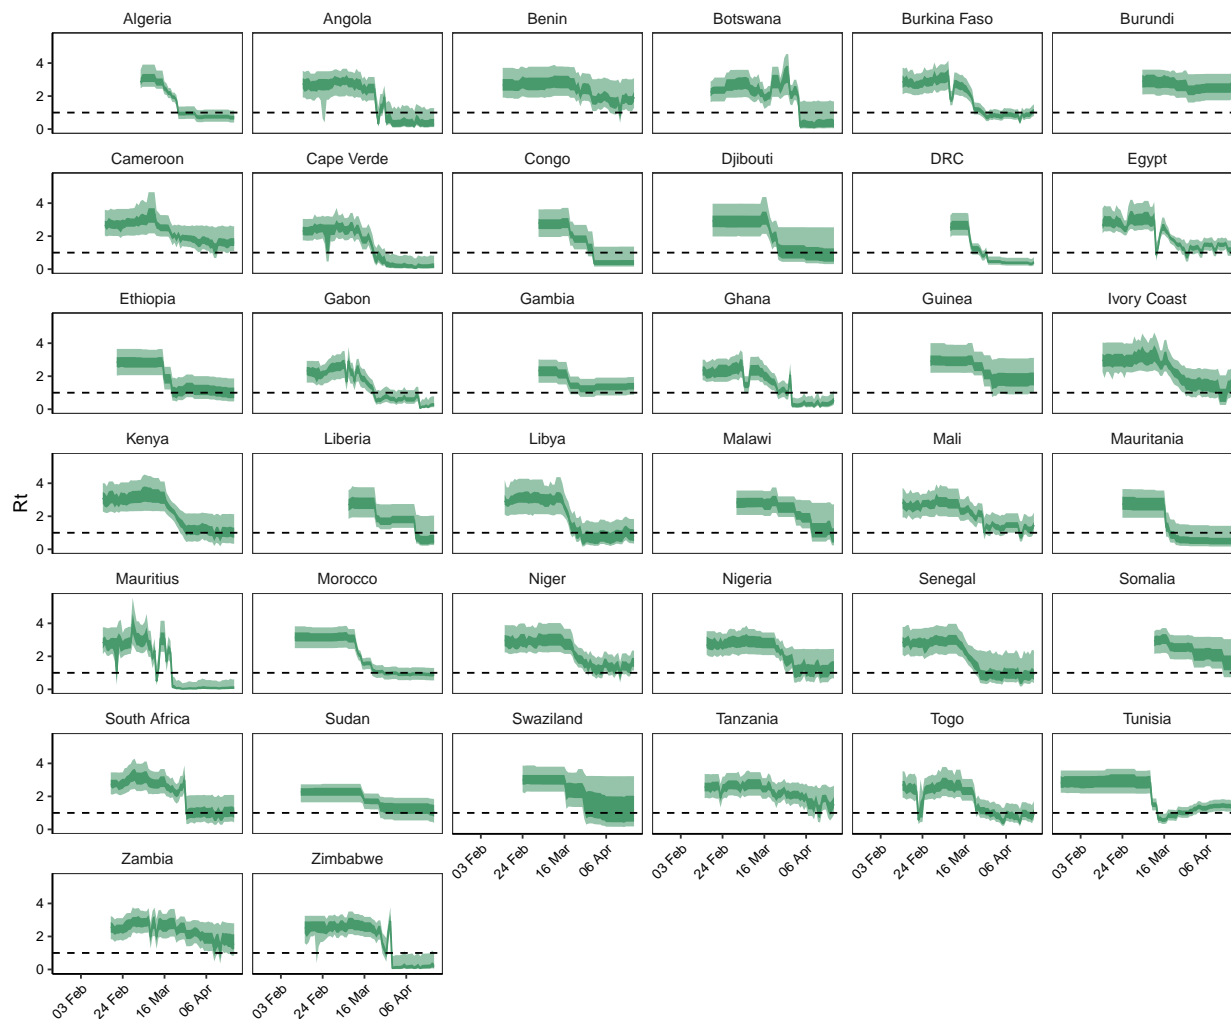 Algeria Angola Benin Botswana Burkina Faso Burundi
4
2
0
Cameroon Cape Verde Congo Djibouti DRC Egypt
4
2
0
Ethiopia Gabon Gambia Ghana Guinea Ivory Coast
4
2
0
Kenya Liberia Libya Malawi Mali Mauritania
4
2
0
Rt
Mauritius Morocco Niger Nigeria Senegal Somalia
4
2
0
South Africa Sudan Swaziland Tanzania Togo Tunisia
4
2
0
03 Feb 24 Feb 16 Mar 06 Apr 03 Feb 24 Feb 16 Mar 06 Apr 03 Feb 24 Feb 16 Mar 06 Apr 03 Feb 24 Feb 16 Mar 06 Apr
Zambia Zimbabwe
4
2
0
03 Feb 24 Feb 16 Mar 06 Apr 03 Feb 24 Feb 16 Mar 06 Apr